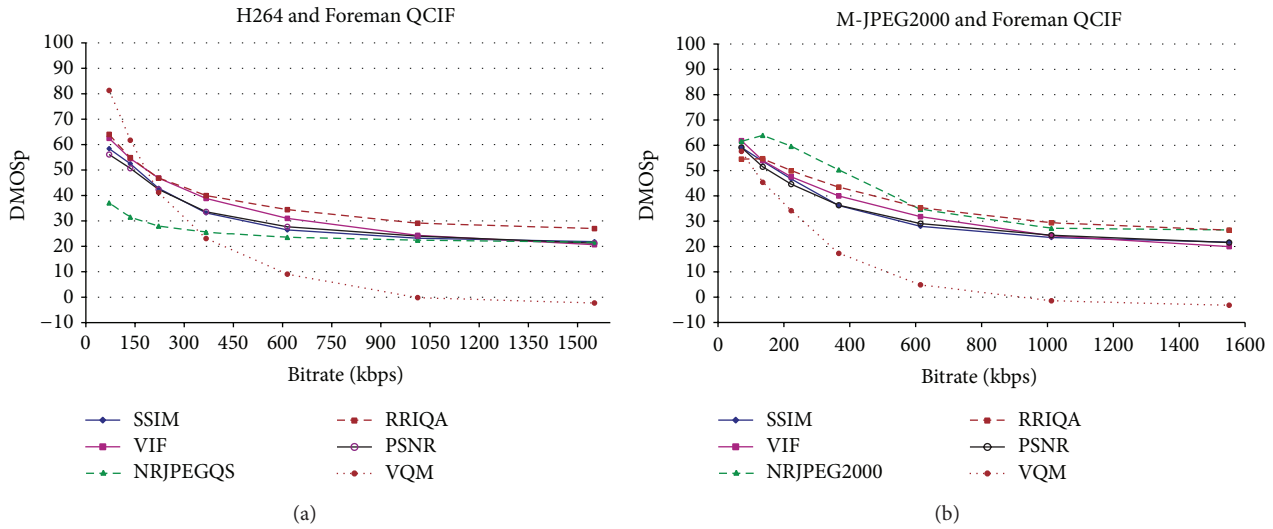 H264 and Foreman QCIF
100
90
80
70
60
50
40
30
20
10
0
−10
DMOSp
0 150 300 450 600 750 900 1050 1200 1350 1500
Bitrate (kbps)
SSIM
VIF
NRJPEGQS
RRIQA
PSNR
VQM
(a)
M-JPEG2000 and Foreman QCIF
100
90
80
70
60
50
40
30
20
10
0
−10
DMOSp
0 200 400 600 800 1000 1200 1400 1600
Bitrate (kbps)
SSIM
VIF
NRJPEG2000
RRIQA
PSNR
VQM
(b)